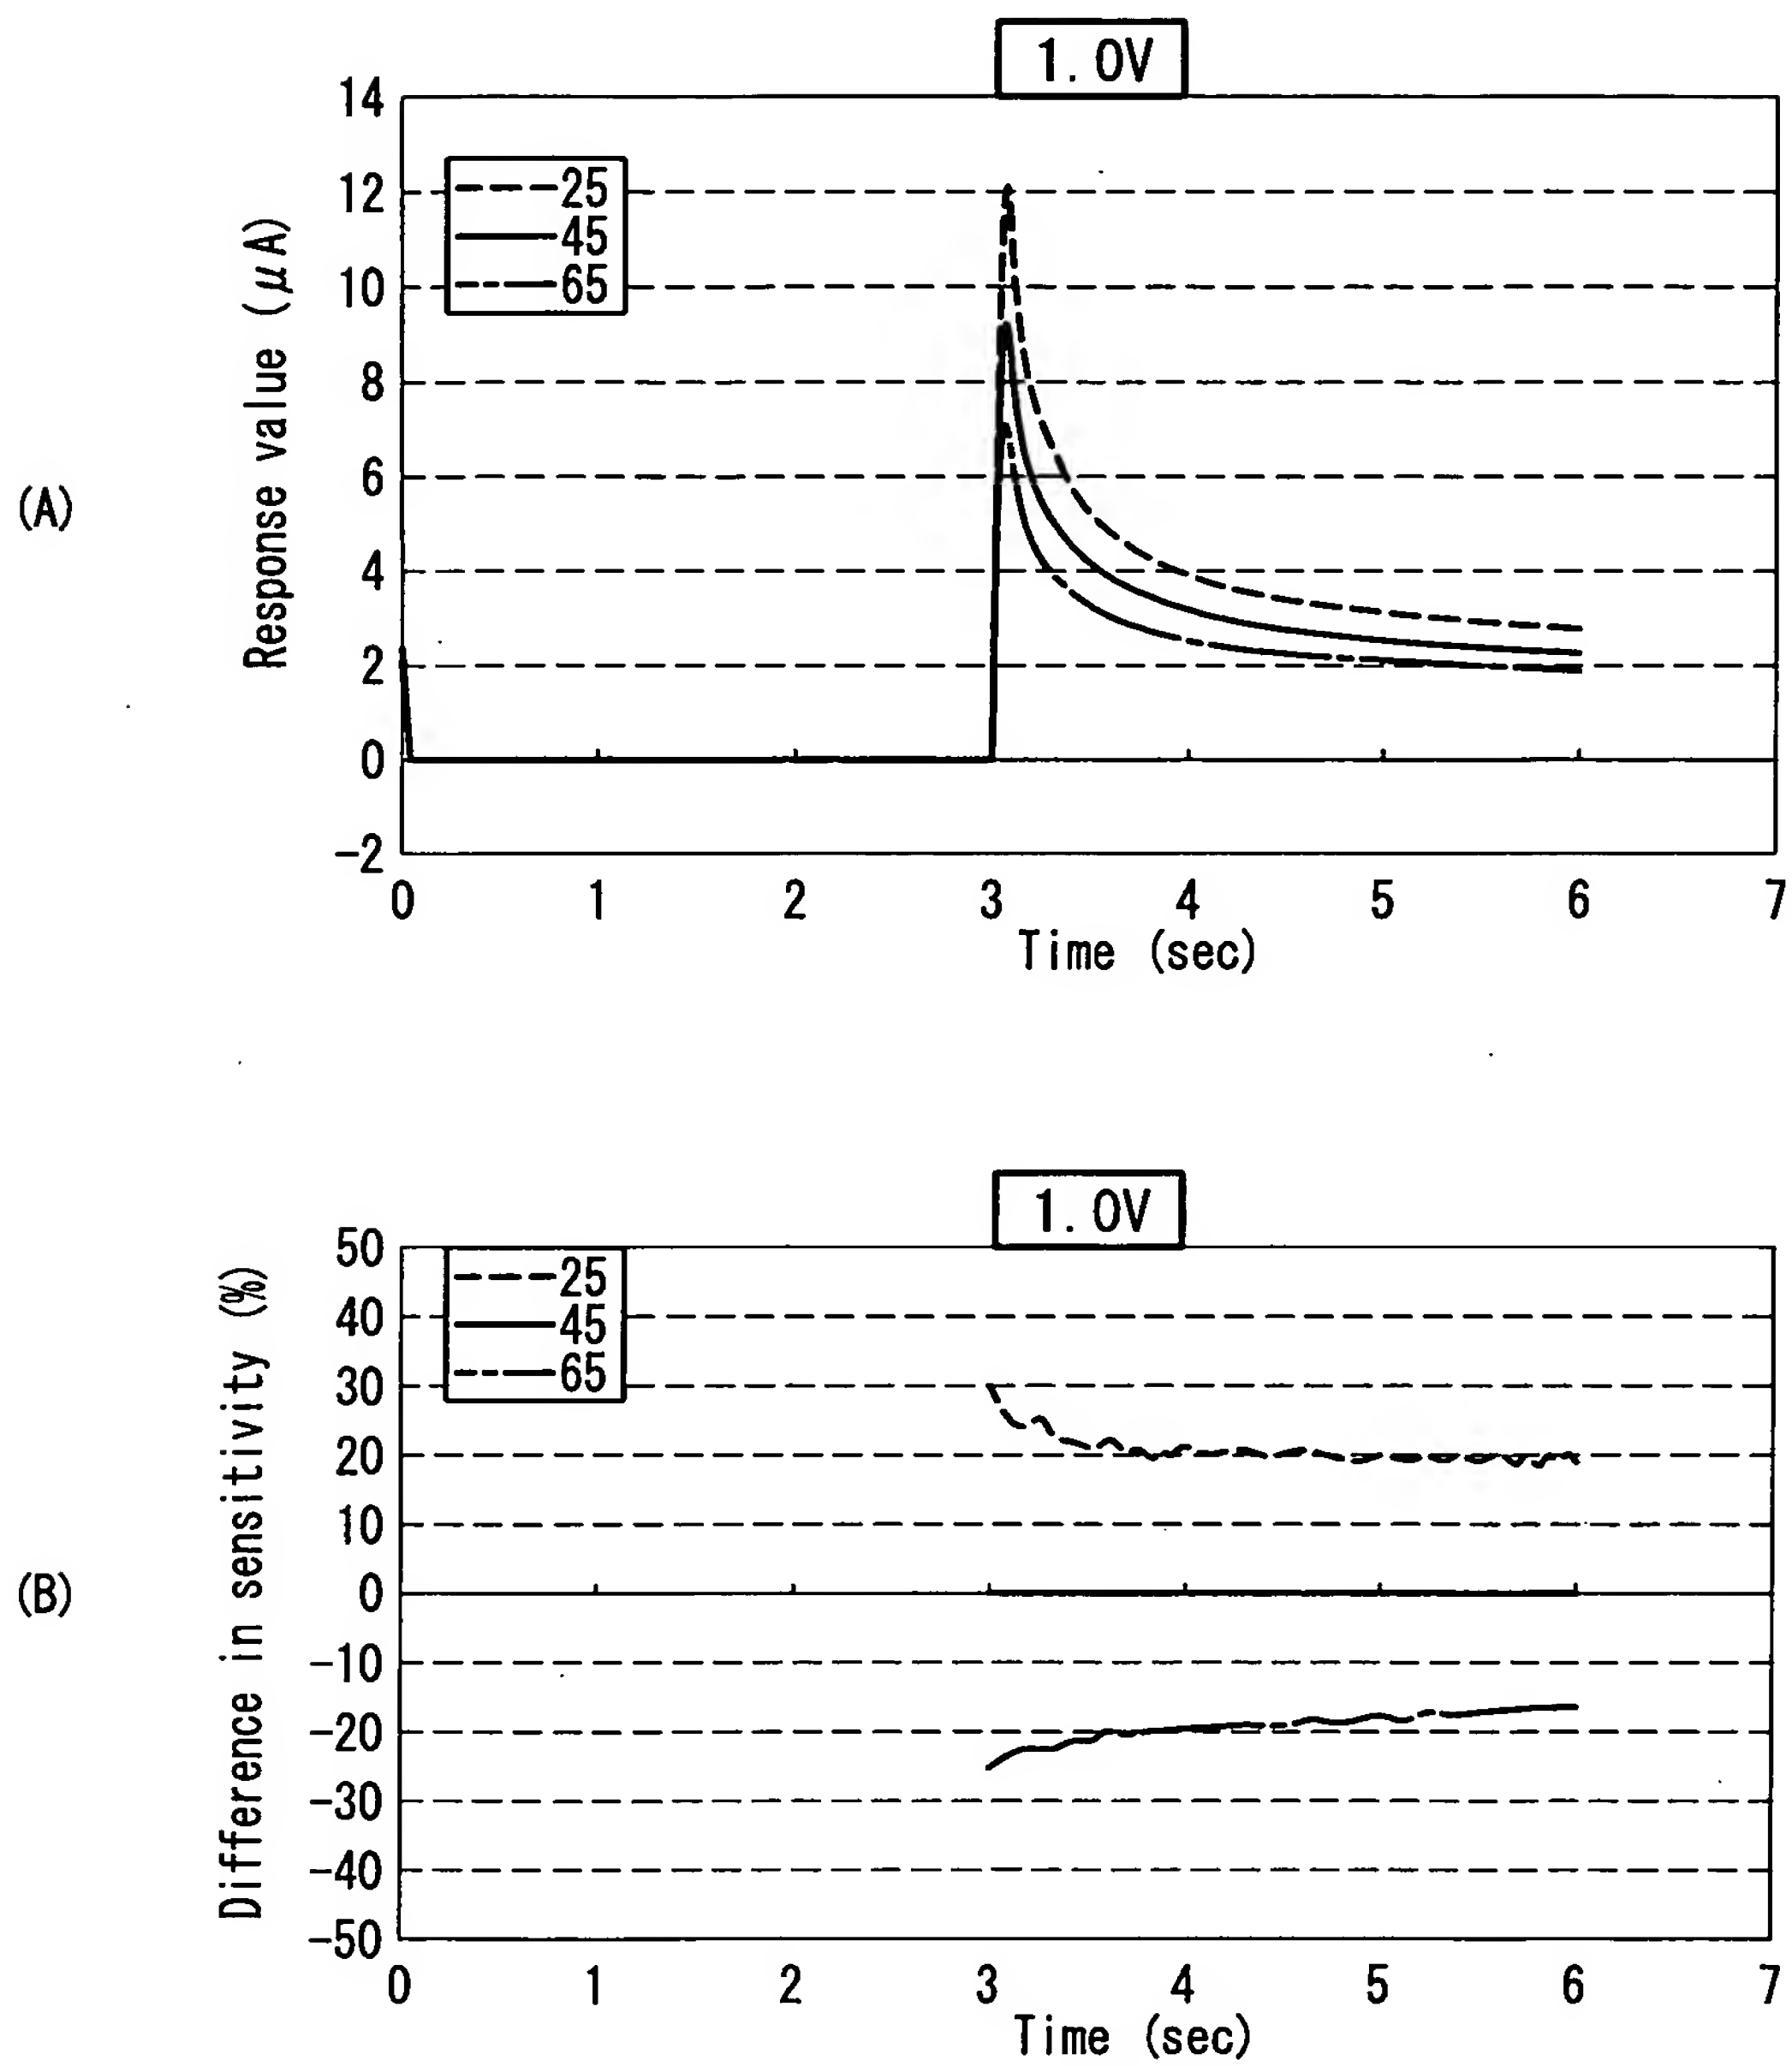 1.0V
14
12
10
8
6
4
2
0
-2
25
45
65
Response value (μA)
(A)
0 1 2 3 4 5 6 7
Time (sec)
1.0V
50
40
30
20
10
0
-10
-20
-30
-40
-50
25
45
65
Difference in sensitivity (%)
(B)
0 1 2 3 4 5 6 7
Time (sec)